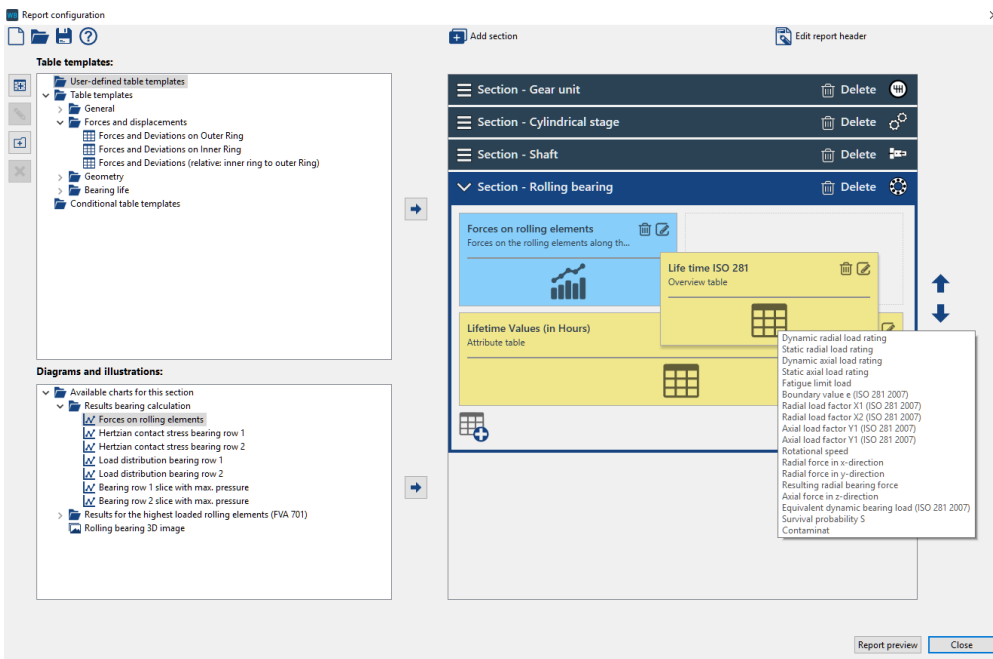 Report configuration
Add section
Edit report header
Table templates:
User-defined table templates
Table templates
General
Forces and displacements
Forces and Deviations on Outer Ring
Forces and Deviations on Inner Ring
Forces and Deviations (relative: inner ring to outer Ring)
Geometry
Bearing life
Conditional table templates
Diagrams and illustrations:
Available charts for this section
Results bearing calculation
Forces on rolling elements
Hertzian contact stress bearing row 1
Hertzian contact stress bearing row 2
Load distribution bearing row 1
Load distribution bearing row 2
Bearing row 1 slice with max. pressure
Bearing row 2 slice with max. pressure
Results for the highest loaded rolling elements (FVA 701)
Rolling bearing 3D image
Section - Gear unit Delete
Section - Cylindrical stage Delete
Section - Shaft Delete
Section - Rolling bearing Delete
Forces on rolling elements
Forces on the rolling elements along th...
Life time ISO 281
Overview table
Lifetime Values (in Hours)
Attribute table
Dynamic radial load rating
Static radial load rating
Dynamic axial load rating
Static axial load rating
Fatigue limit load
Boundary value e (ISO 281 2007)
Radial load factor X1 (ISO 281 2007)
Radial load factor X2 (ISO 281 2007)
Axial load factor Y1 (ISO 281 2007)
Axial load factor Y1 (ISO 281 2007)
Rotational speed
Radial force in x-direction
Radial force in y-direction
Resulting radial bearing force
Axial force in z-direction
Equivalent dynamic bearing load (ISO 281 2007)
Survival probability S
Contaminat
Report preview
Close